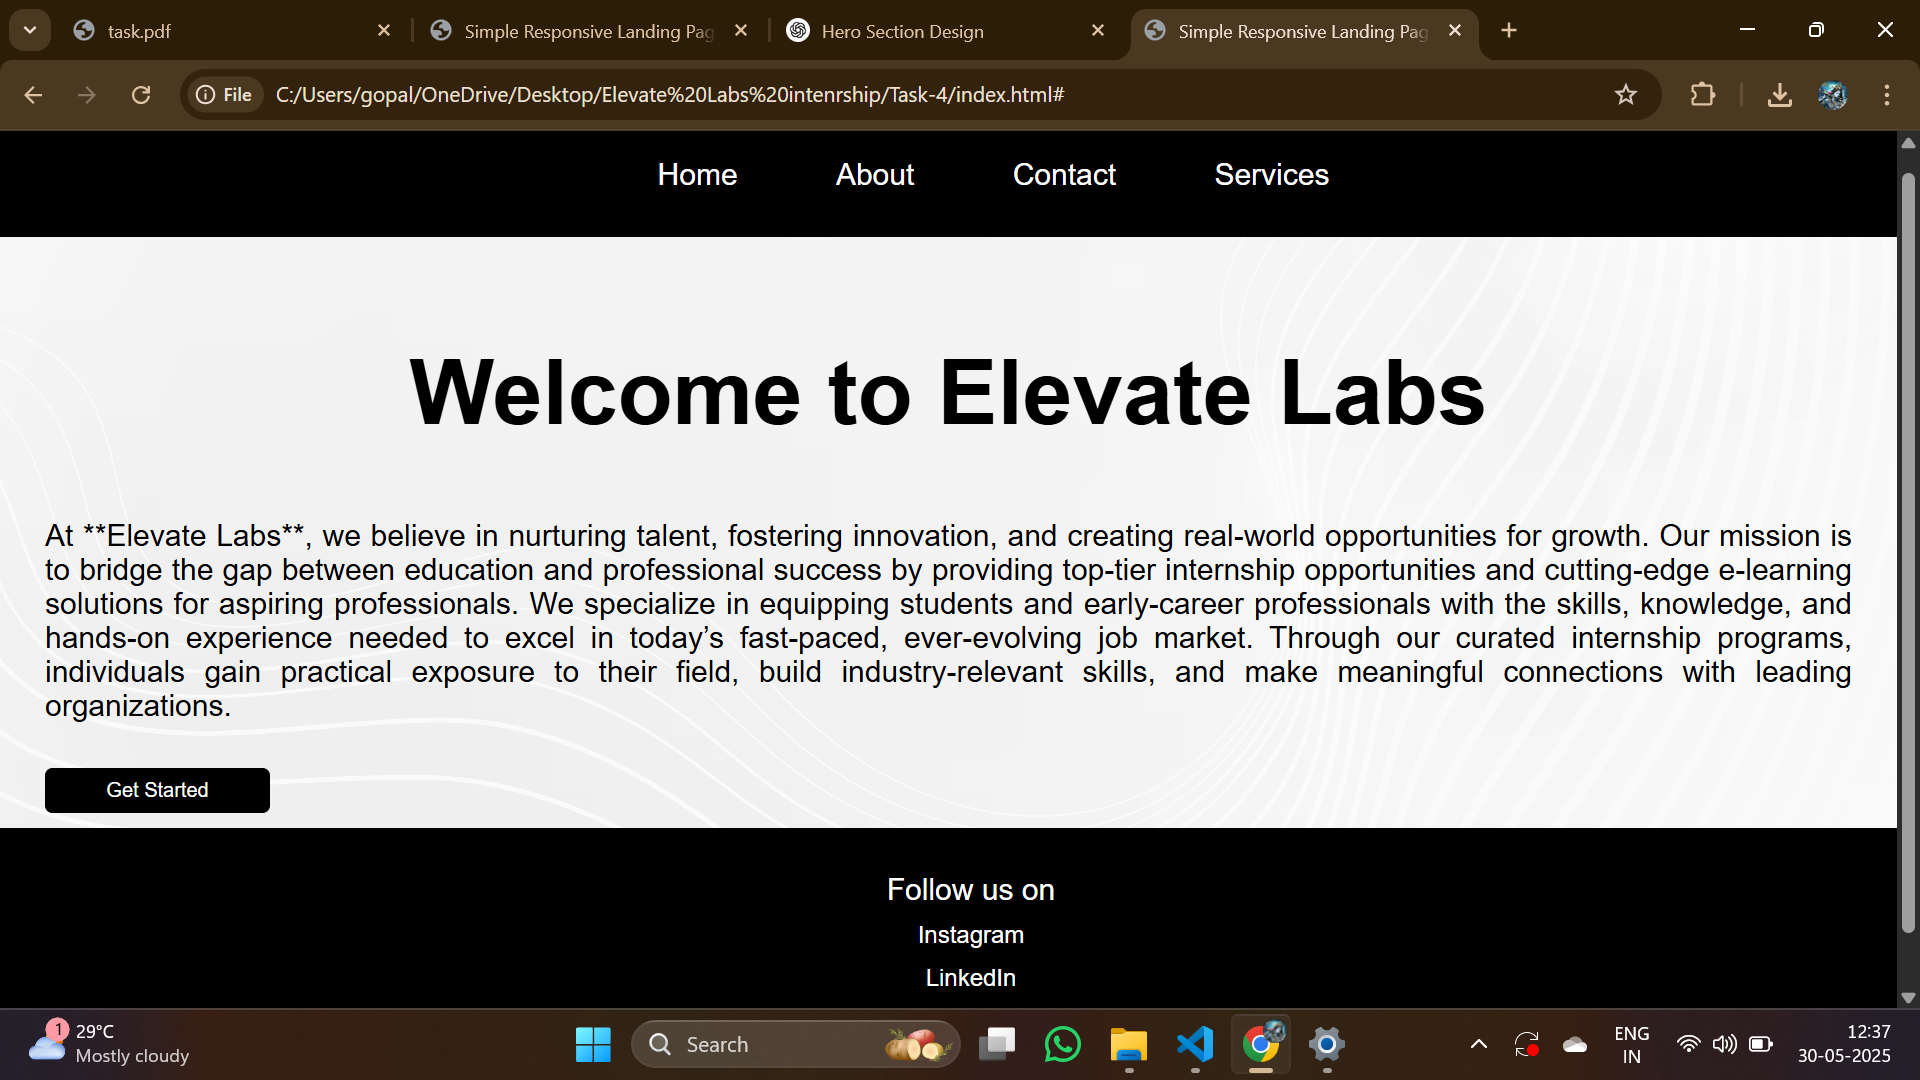 task.pdf
Simple Responsive Landing Pag
Hero Section Design
Simple Responsive Landing Pag
File
C:/Users/gopal/OneDrive/Desktop/Elevate%20Labs%20intenrship/Task-4/index.html#
Home About Contact Services
Welcome to Elevate Labs
At **Elevate Labs**, we believe in nurturing talent, fostering innovation, and creating real-world opportunities for growth. Our mission is
to bridge the gap between education and professional success by providing top-tier internship opportunities and cutting-edge e-learning
solutions for aspiring professionals. We specialize in equipping students and early-career professionals with the skills, knowledge, and
hands-on experience needed to excel in today’s fast-paced, ever-evolving job market. Through our curated internship programs,
individuals gain practical exposure to their field, build industry-relevant skills, and make meaningful connections with leading
organizations.
Get Started
Follow us on
Instagram
LinkedIn
1
29°C
Mostly cloudy
Search
ENG
IN
12:37
30-05-2025